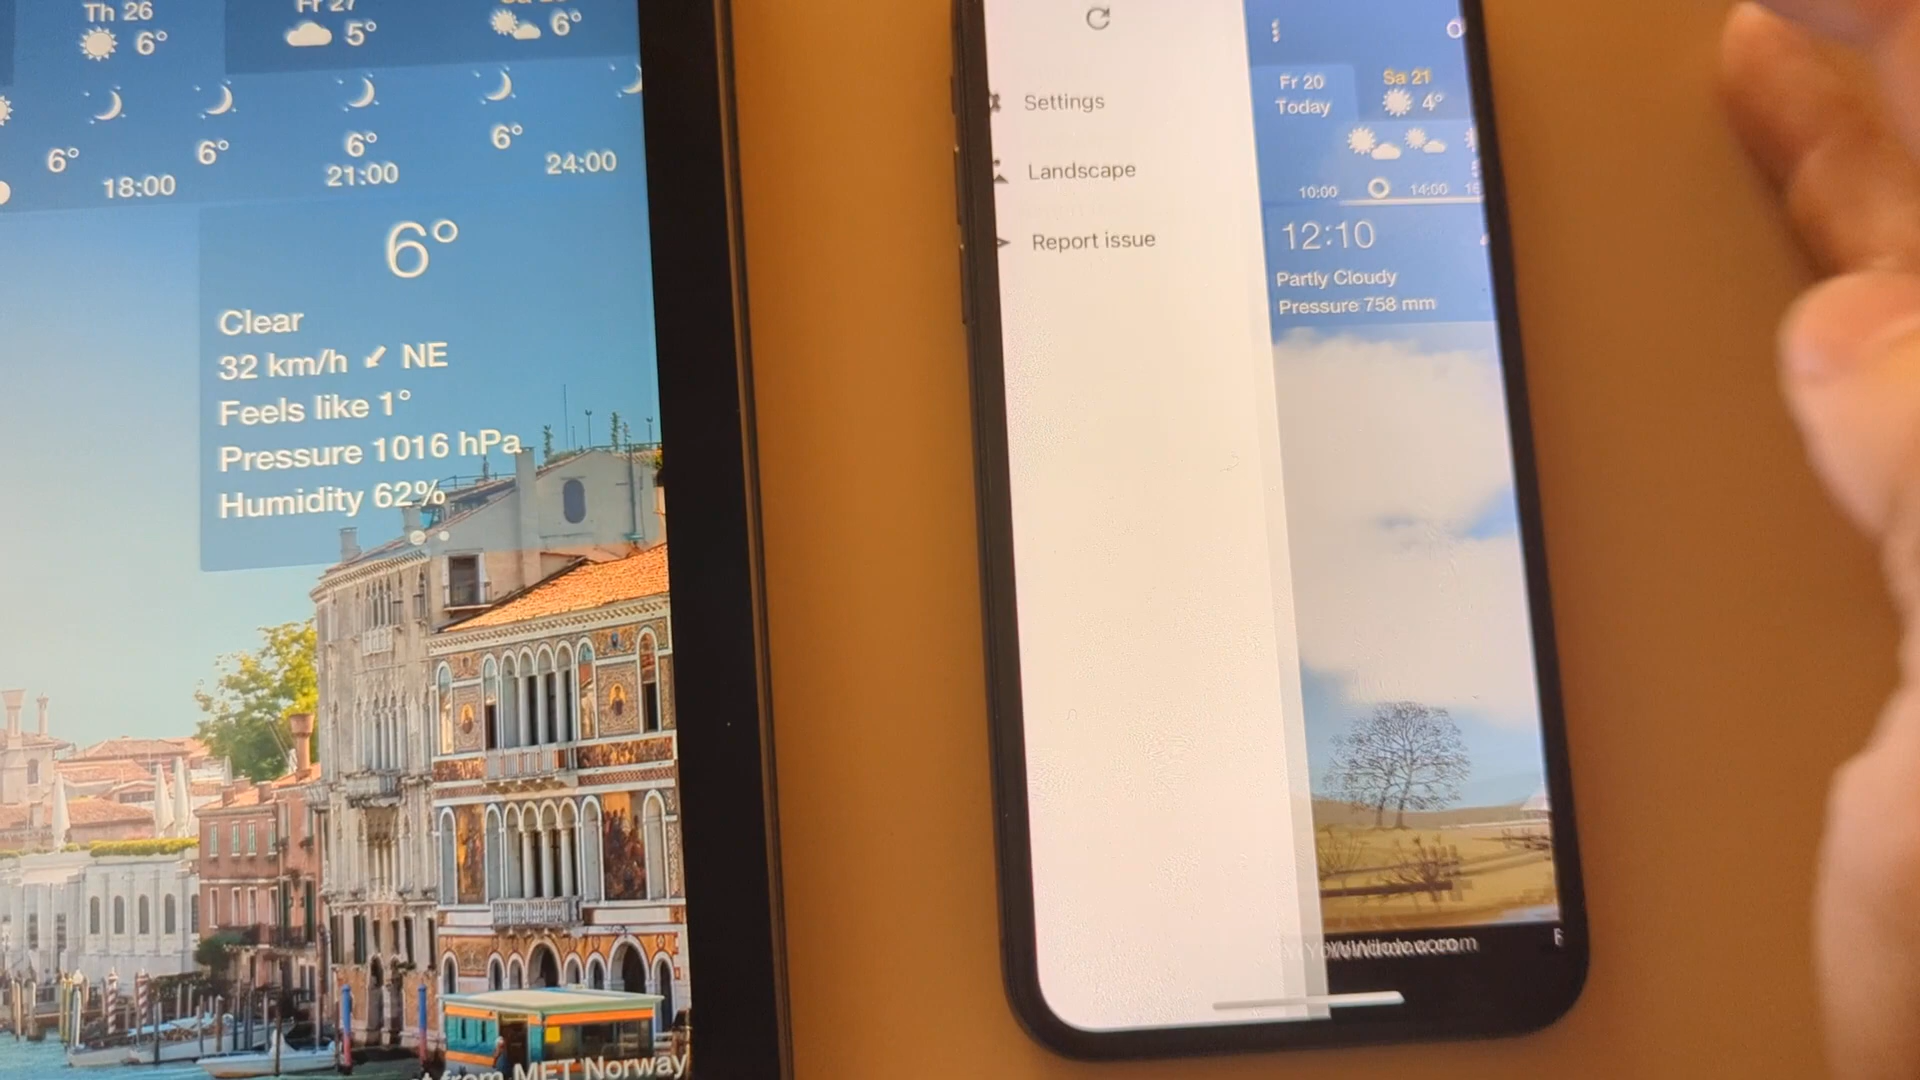 Th 26
6°
Fr 27
5°
6°
6°
6°
6°
6°
18:00
21:00
24:00
6°
Clear
32 km/h ↙ NE
Feels like 1°
Pressure 1016 hPa
Humidity 62%
from MET Norway
Settings
Landscape
Report issue
Fr 20
Today
Sa 21
4°
10:00
14:00
12:10
Partly Cloudy
Pressure 758 mm